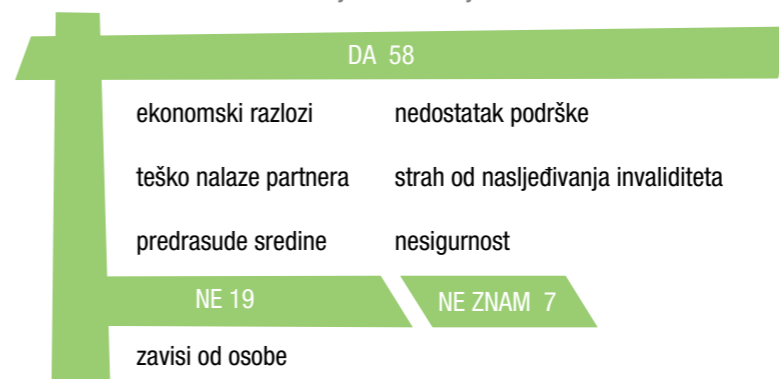 DA 58
ekonomski razlozi
nedostatak podrške
teško nalaze partnera
strah od nasljeđivanja invaliditeta
predrasude sredine
nesigurnost
NE 19
NE ZNAM 7
zavisi od osobe